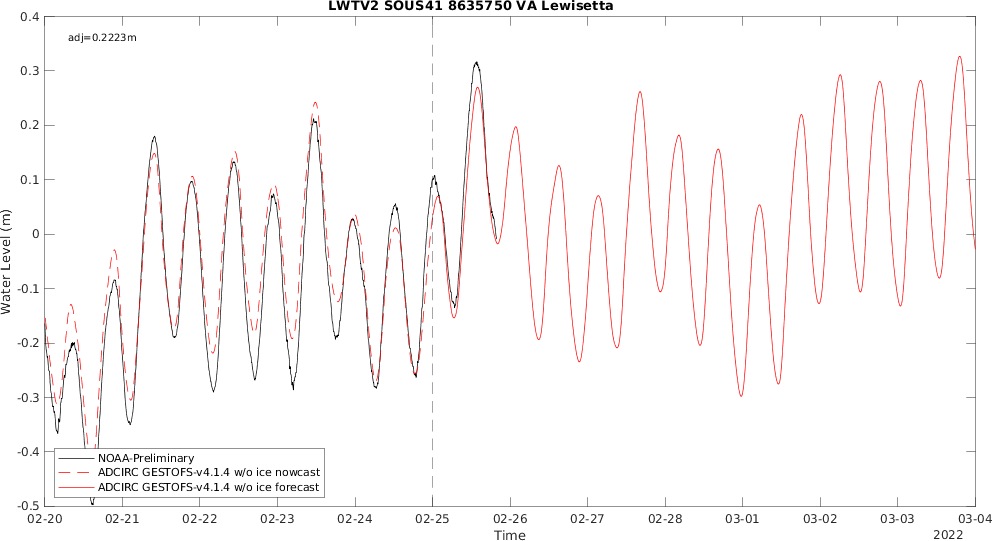 LWTV2 SOUS41 8635750 VA Lewisetta
adj=0.2223m
Water Level (m)
0.4
0.3
0.2
0.1
0
-0.1
-0.2
-0.3
-0.4
-0.5
NOAA-Preliminary
ADCIRC GESTOFS-v4.1.4 w/o ice nowcast
ADCIRC GESTOFS-v4.1.4 w/o ice forecast
02-20 02-21 02-22 02-23 02-24 02-25 02-26 02-27 02-28 03-01 03-02 03-03 03-04
Time
2022